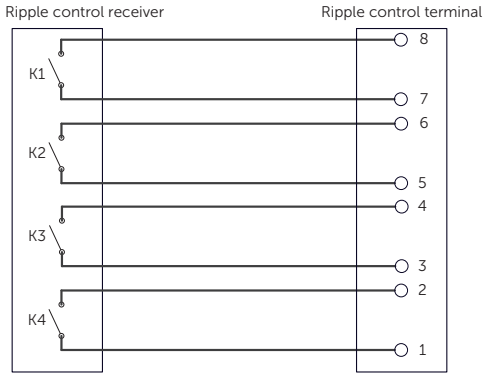 Ripple control receiver
Ripple control terminal
8
K1
7
6
K2
5
4
K3
3
2
K4
1